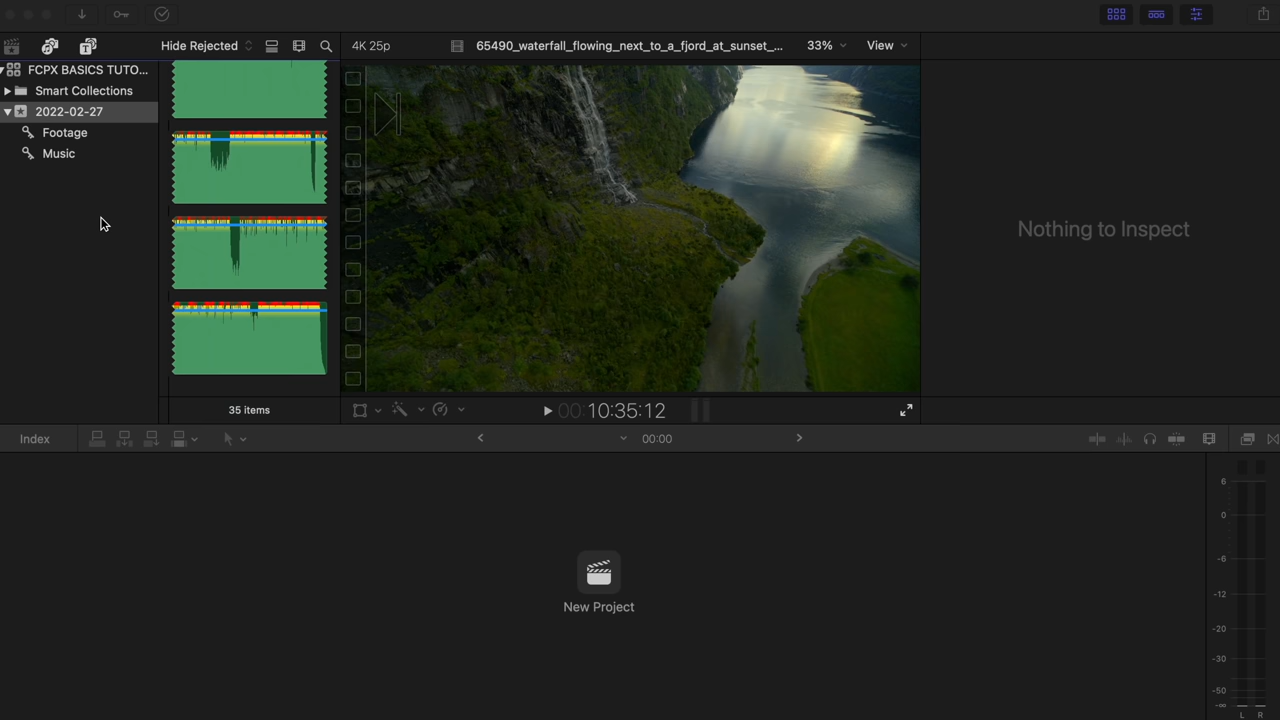 Hide Rejected
4K 25p
65490_waterfall_flowing_next_to_a_fjord_at_sunset_...
33%
View
FCPX BASICS TUTO...
Smart Collections
2022-02-27
Footage
Music
Nothing to Inspect
35 items
00:10:35:12
Index
00:00
New Project
6
0
-6
-12
-20
-30
-50
-∞
L R